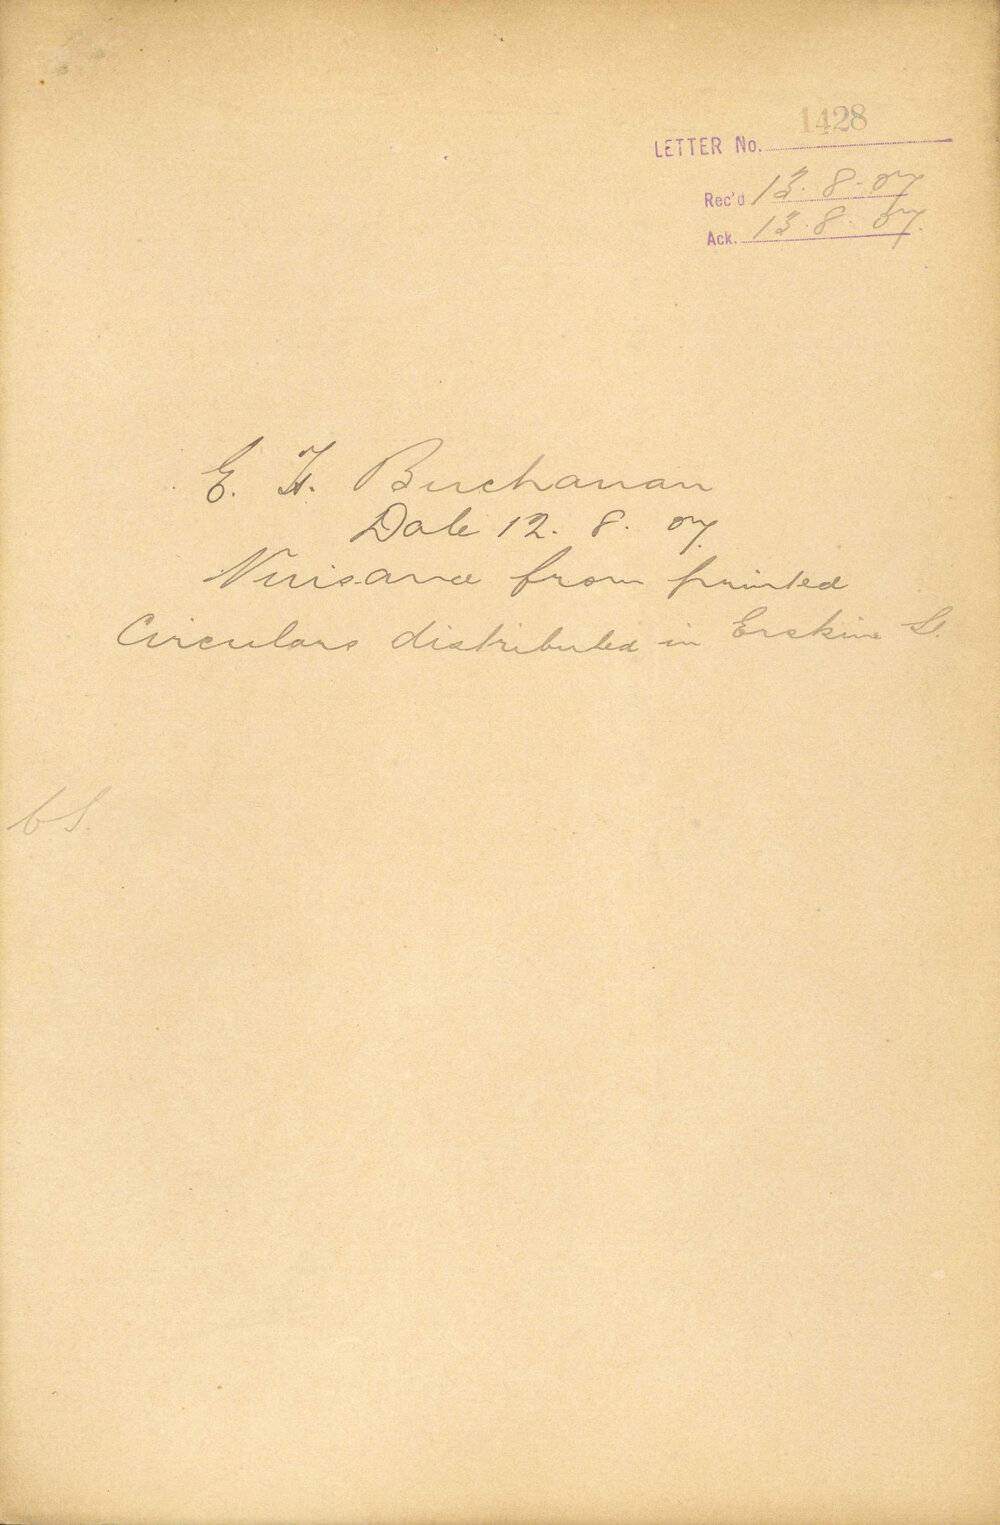 LETTER No. 1428
Rec'd 13.8.07
Ack. 13.8.07.
E. F. Buchanan
Date 12. 8. 07.
Nuisance from printed
Circulars distributed in Erskine St.